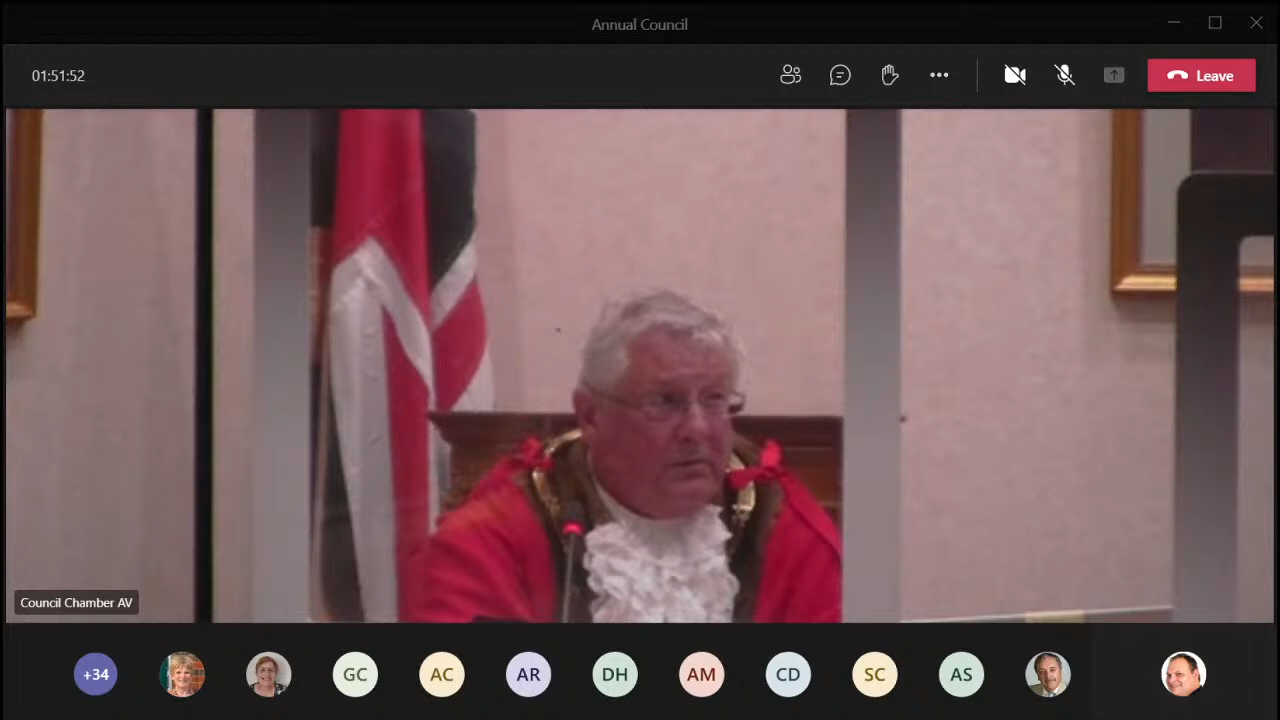 Annual Council
01:51:52
Leave
Council Chamber AV
+34
GC
AC
AR
DH
AM
CD
SC
AS